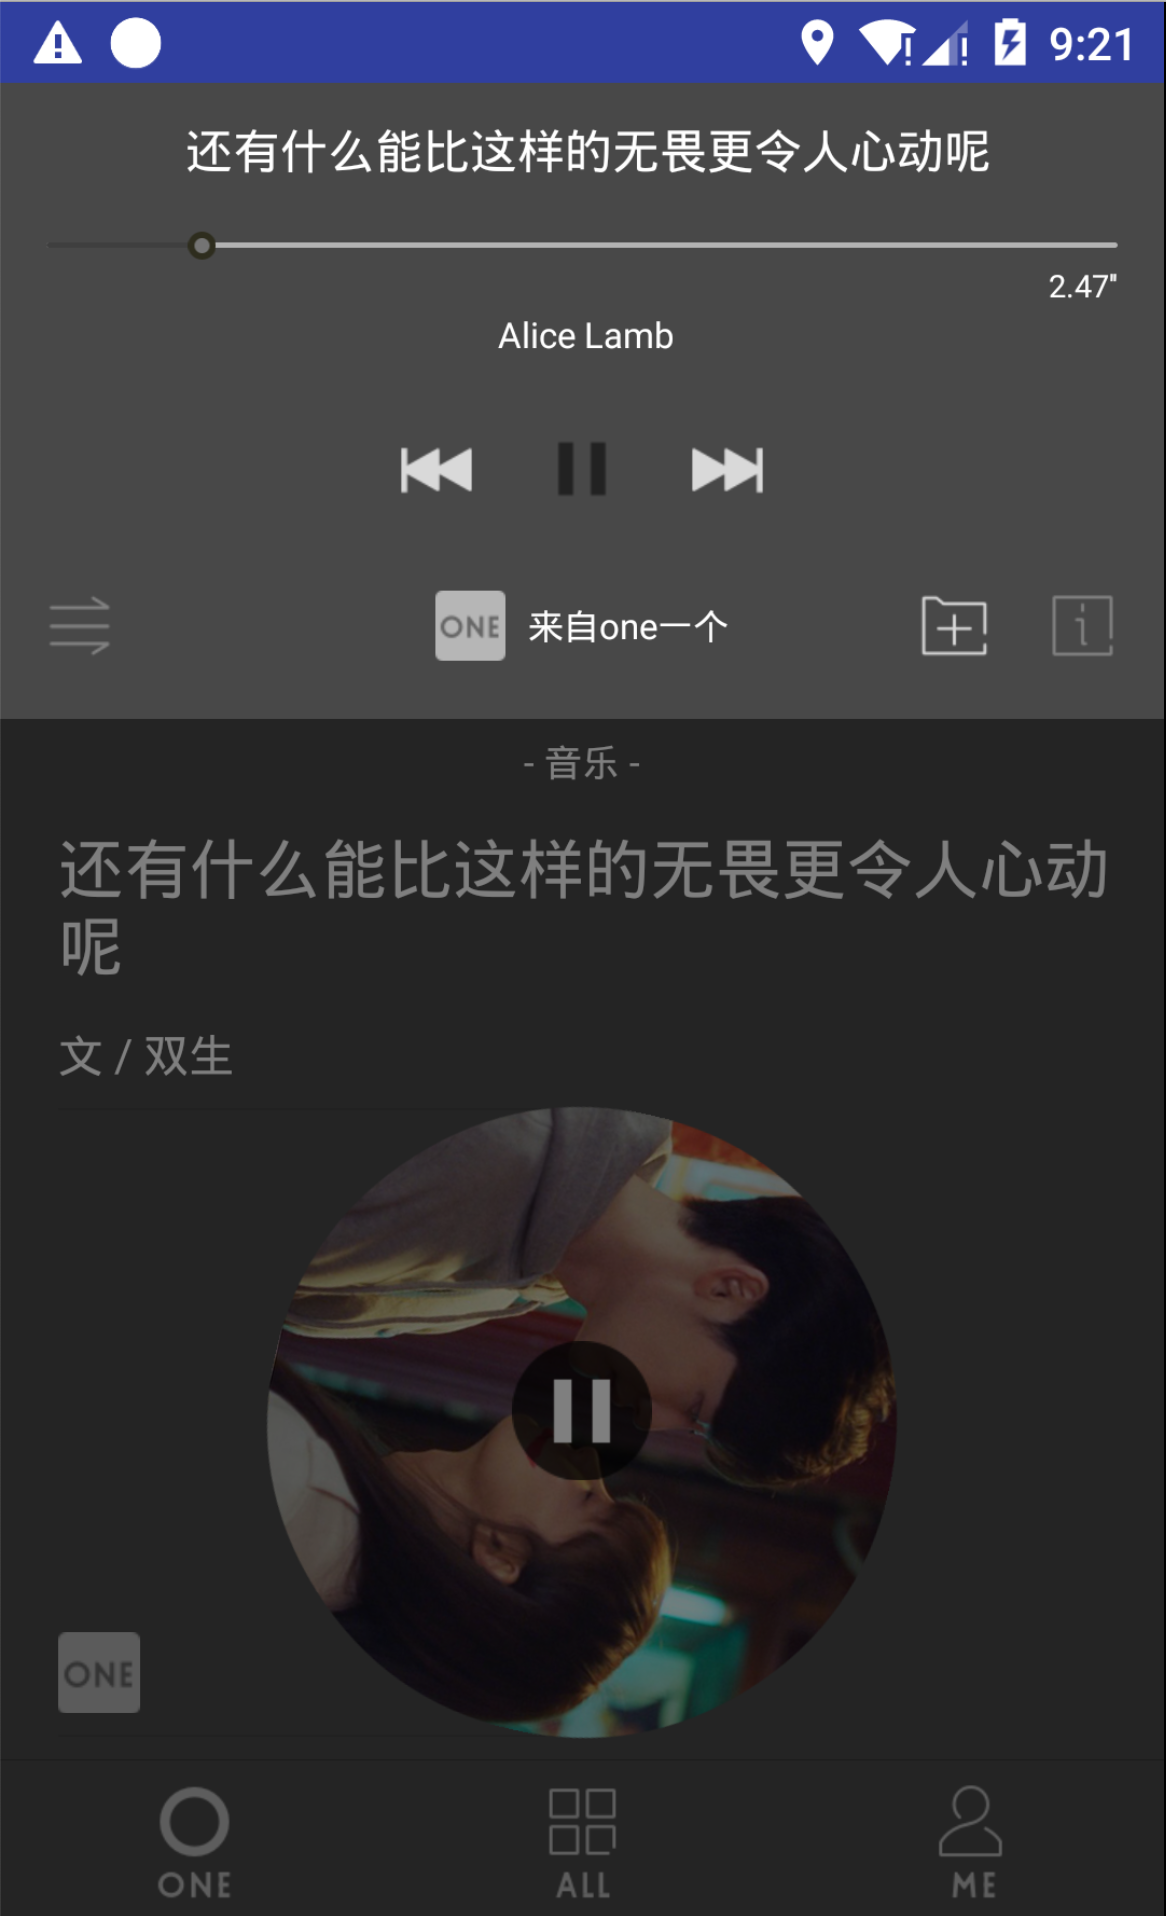 9:21
还有什么能比这样的无畏更令人心动呢
2.47"
Alice Lamb
ONE 来自one一个
- 音乐 -
还有什么能比这样的无畏更令人心动
呢
文 / 双生
ONE
ONE ALL ME